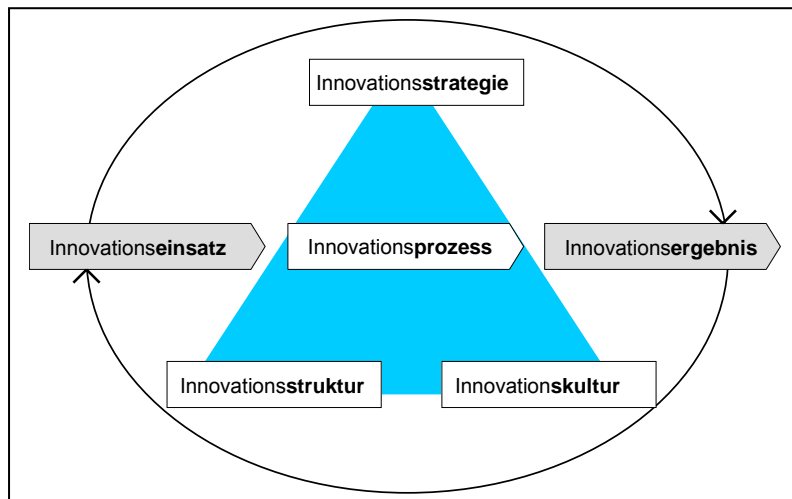 Innovationsstrategie
Innovationseinsatz
Innovationsprozess
Innovationsergebnis
Innovationsstruktur
Innovationskultur